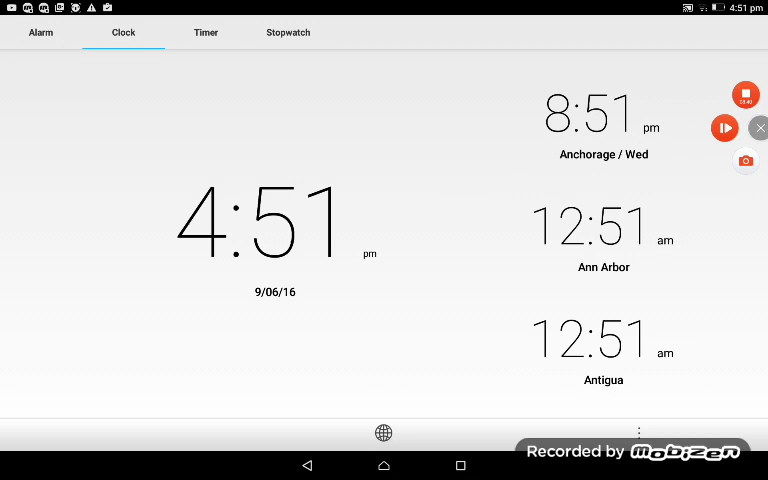 4:51 pm
Alarm
Clock
Timer
Stopwatch
4:51 pm
9/06/16
8:51 pm
Anchorage / Wed
12:51 am
Ann Arbor
12:51 am
Antigua
Recorded by Mobizen